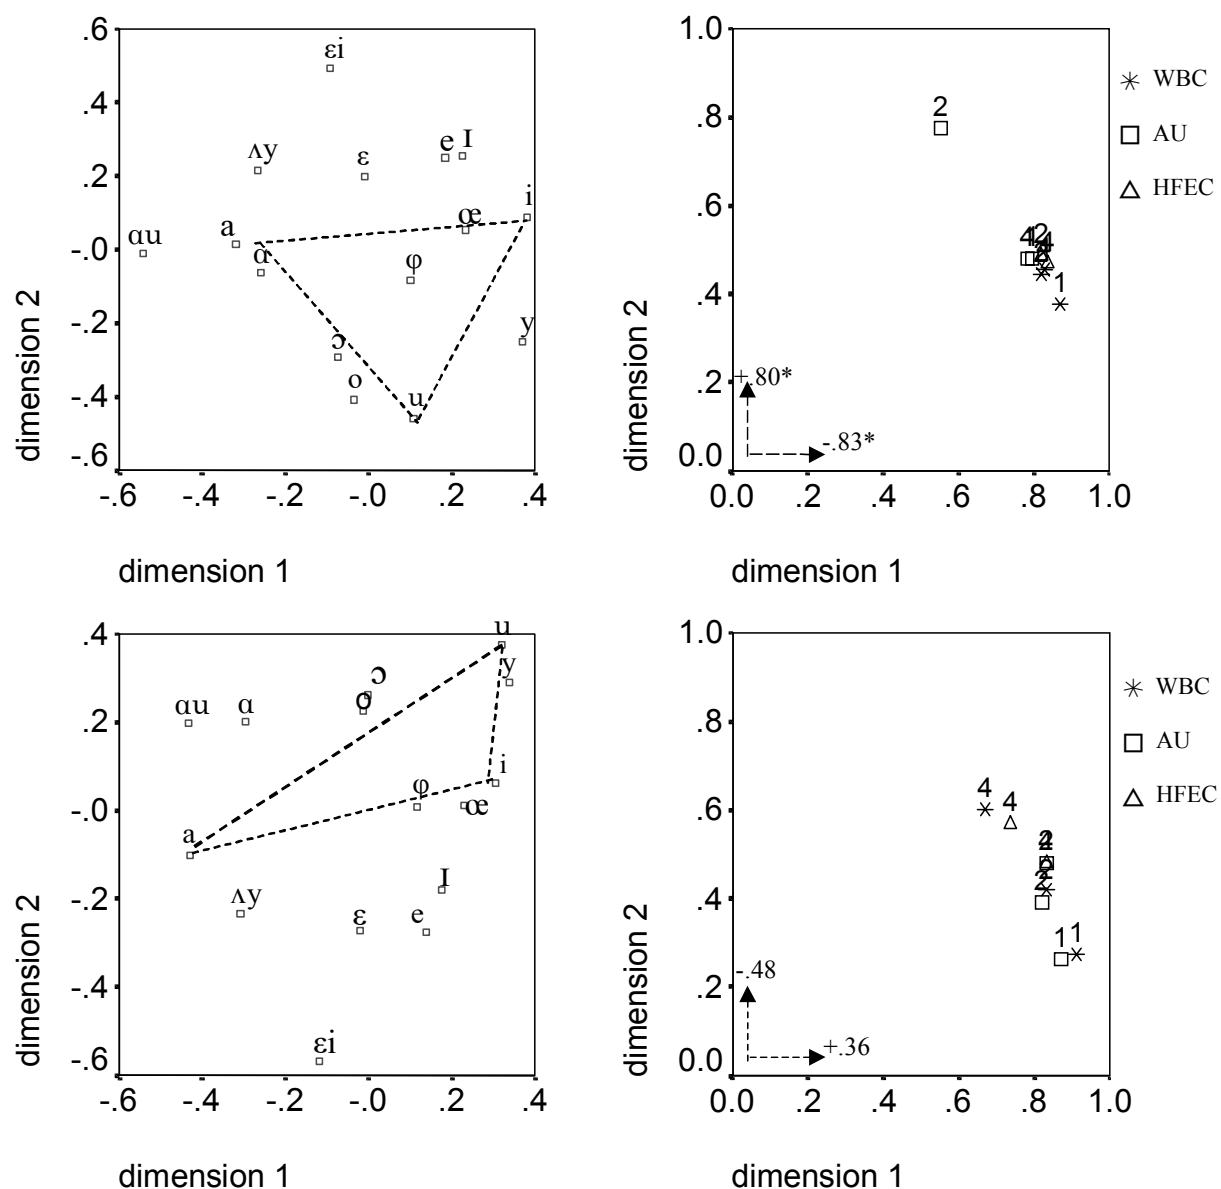 .6
.4
.2
-.0
-.2
-.4
-.6
-.6 -.4 -.2 -.0 .2 .4
dimension 2
dimension 1
εi
ʌy
ε
e
I
i
œ
a
ɑu
ɑ
φ
ɔ
o
u
y
1.0
.8
.6
.4
.2
0.0
0.0 .2 .4 .6 .8 1.0
dimension 2
dimension 1
2
1
+.80*
-.83*
WBC
AU
HFEC
.4
.2
-.0
-.2
-.4
-.6
-.6 -.4 -.2 -.0 .2 .4
dimension 2
dimension 1
u
y
ɔ
o
ɑu
ɑ
i
φ
œ
a
ʌy
I
ε
e
εi
1.0
.8
.6
.4
.2
0.0
0.0 .2 .4 .6 .8 1.0
dimension 2
dimension 1
4
4
2
1
1
-.48
+.36
WBC
AU
HFEC